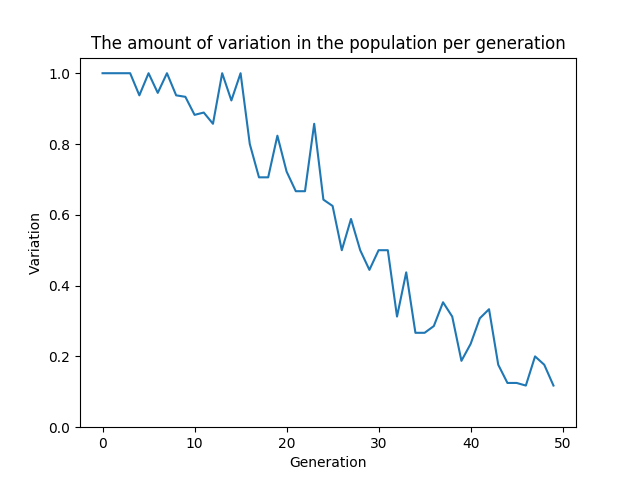 The amount of variation in the population per generation
1.0
0.8
0.6
0.4
0.2
0.0
Variation
0 10 20 30 40 50
Generation